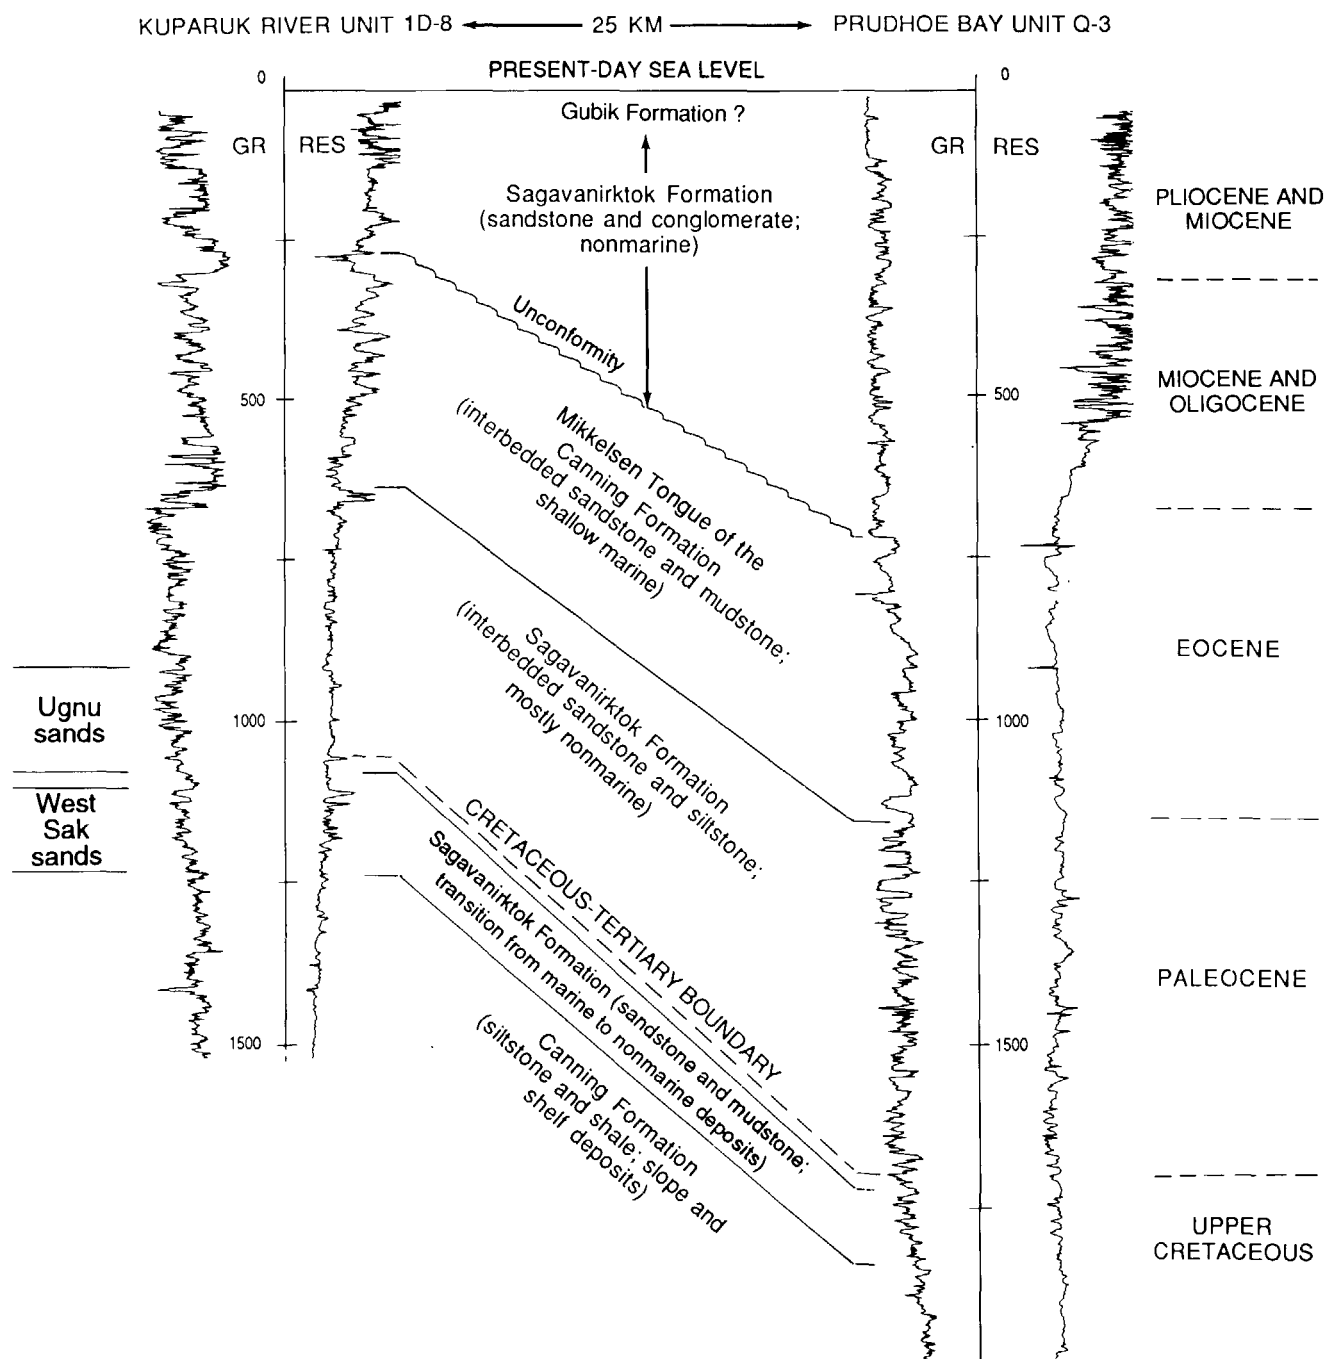 KUPARUK RIVER UNIT 1D-8
25 KM
PRUDHOE BAY UNIT Q-3
PRESENT-DAY SEA LEVEL
0
0
GR
RES
GR
RES
Gubik Formation ?
Sagavanirktok Formation
(sandstone and conglomerate;
nonmarine)
Unconformity
Mikkelsen Tongue of the
Canning Formation
(interbedded sandstone and mudstone;
shallow marine)
Sagavanirktok Formation
(interbedded sandstone and siltstone;
mostly nonmarine)
CRETACEOUS-TERTIARY BOUNDARY
Sagavanirktok Formation (sandstone and mudstone;
transition from marine to nonmarine deposits)
Canning Formation
(siltstone and shale; slope and
shelf deposits)
500
1000
1500
500
1000
1500
Ugnu
sands
West
Sak
sands
PLIOCENE AND
MIOCENE
MIOCENE AND
OLIGOCENE
EOCENE
PALEOCENE
UPPER
CRETACEOUS